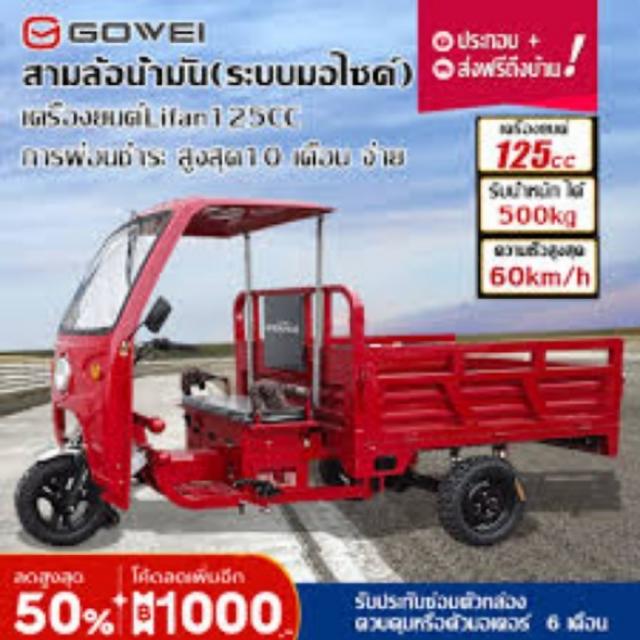 GOWEI
ประกอบ +
ส่งฟรีถึงบ้าน!
สามล้อน้ำมัน(ระบบมอไซค์)
เครื่องยนต์Lifan125CC
การผ่อนชำระ สูงสุด10 เดือน จ่าย
เครื่องยนต์
125cc
รับน้ำหนัก ได้
500kg
ความเร็วสูงสุด
60km/h
ลดสูงสุด
50%
+
โค้ดลดเพิ่มอีก
฿1000
รับประกันซ่อมตัวกล่อง
ควบคุมหรือตัวมอเตอร์ 6 เดือน